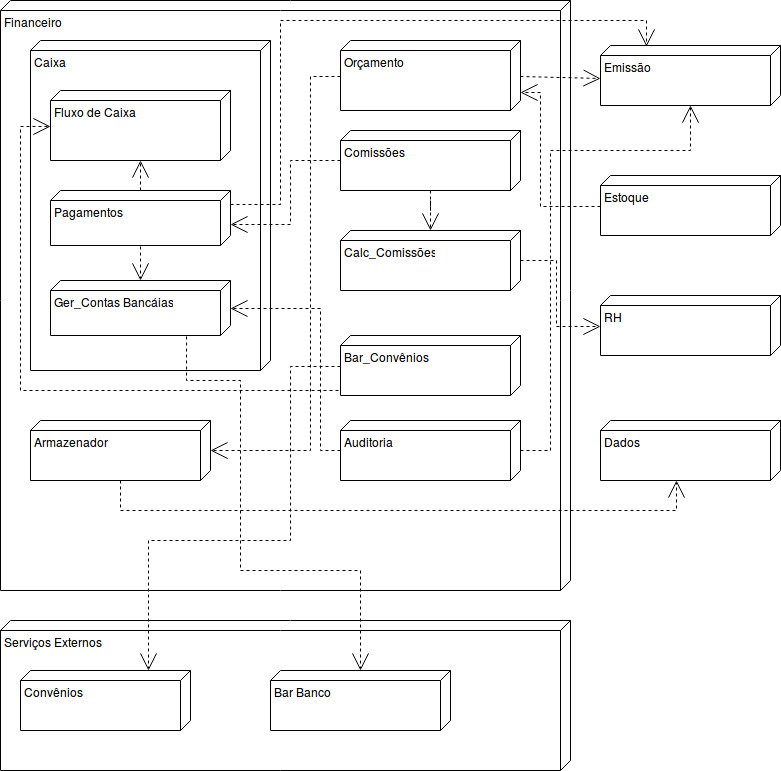 Financeiro
Caixa
Orçamento
Emissão
Fluxo de Caixa
Comissões
Pagamentos
Estoque
Calc_Comissões
Ger_Contas Bancáias
RH
Bar_Convênios
Armazenador
Auditoria
Dados
Serviços Externos
Convênios
Bar Banco